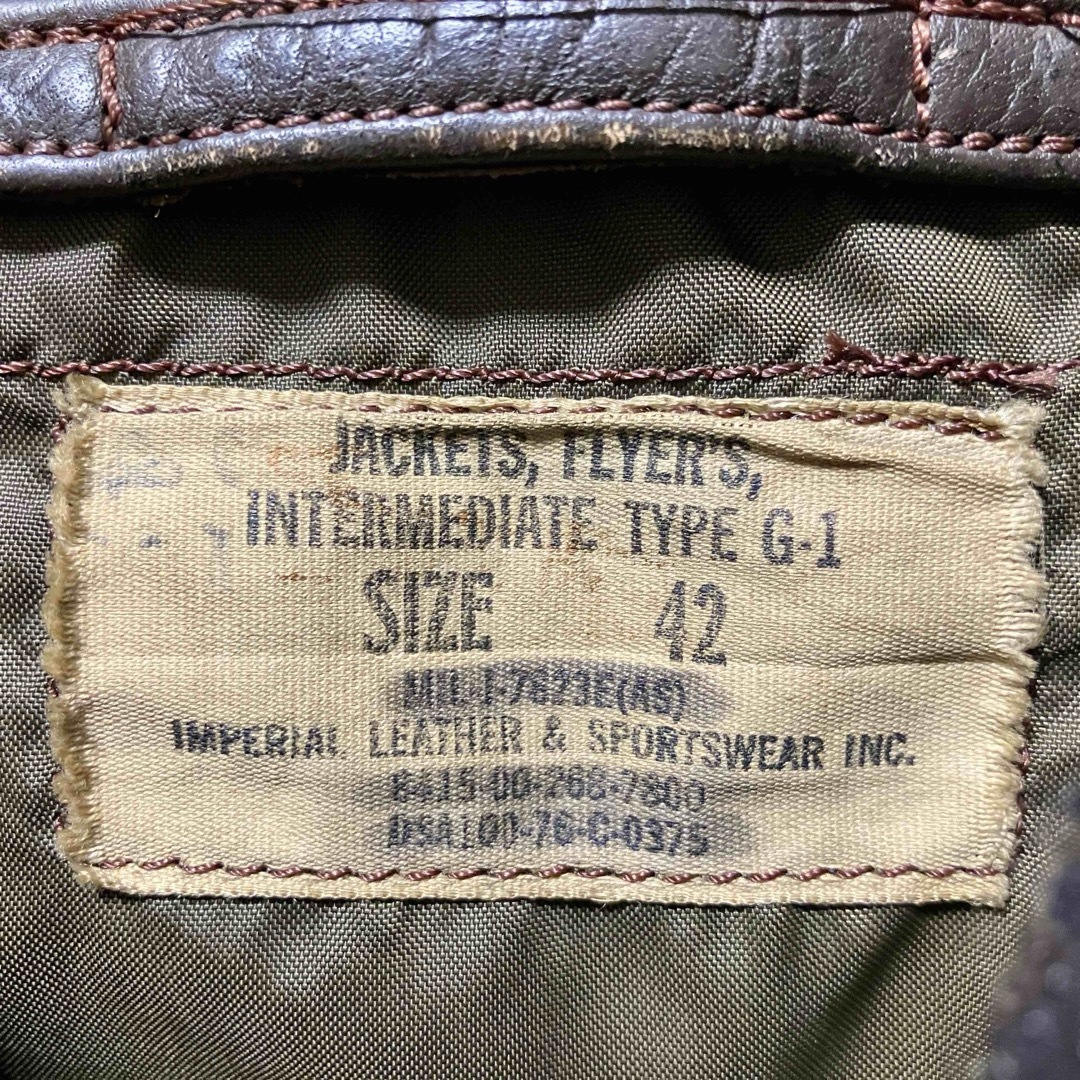 JACKETS, FLYER'S,
INTERMEDIATE TYPE G-1
SIZE 42
MIL-J-7823E(AS)
IMPERIAL LEATHER & SPORTSWEAR INC.
8415-00-268-7800
DSA100-76-C-0375